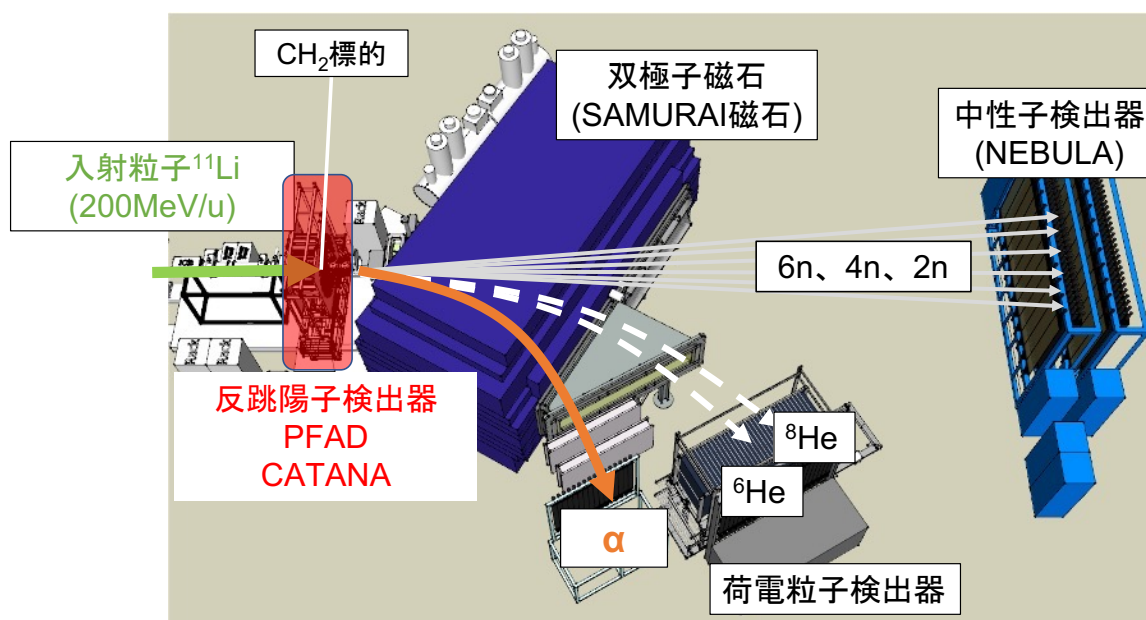 CH₂標的
双極子磁石
(SAMURAI磁石)
中性子検出器
(NEBULA)
入射粒子¹¹Li
(200MeV/u)
6n、4n、2n
反跳陽子検出器
PFAD
CATANA
⁸He
⁶He
α
荷電粒子検出器